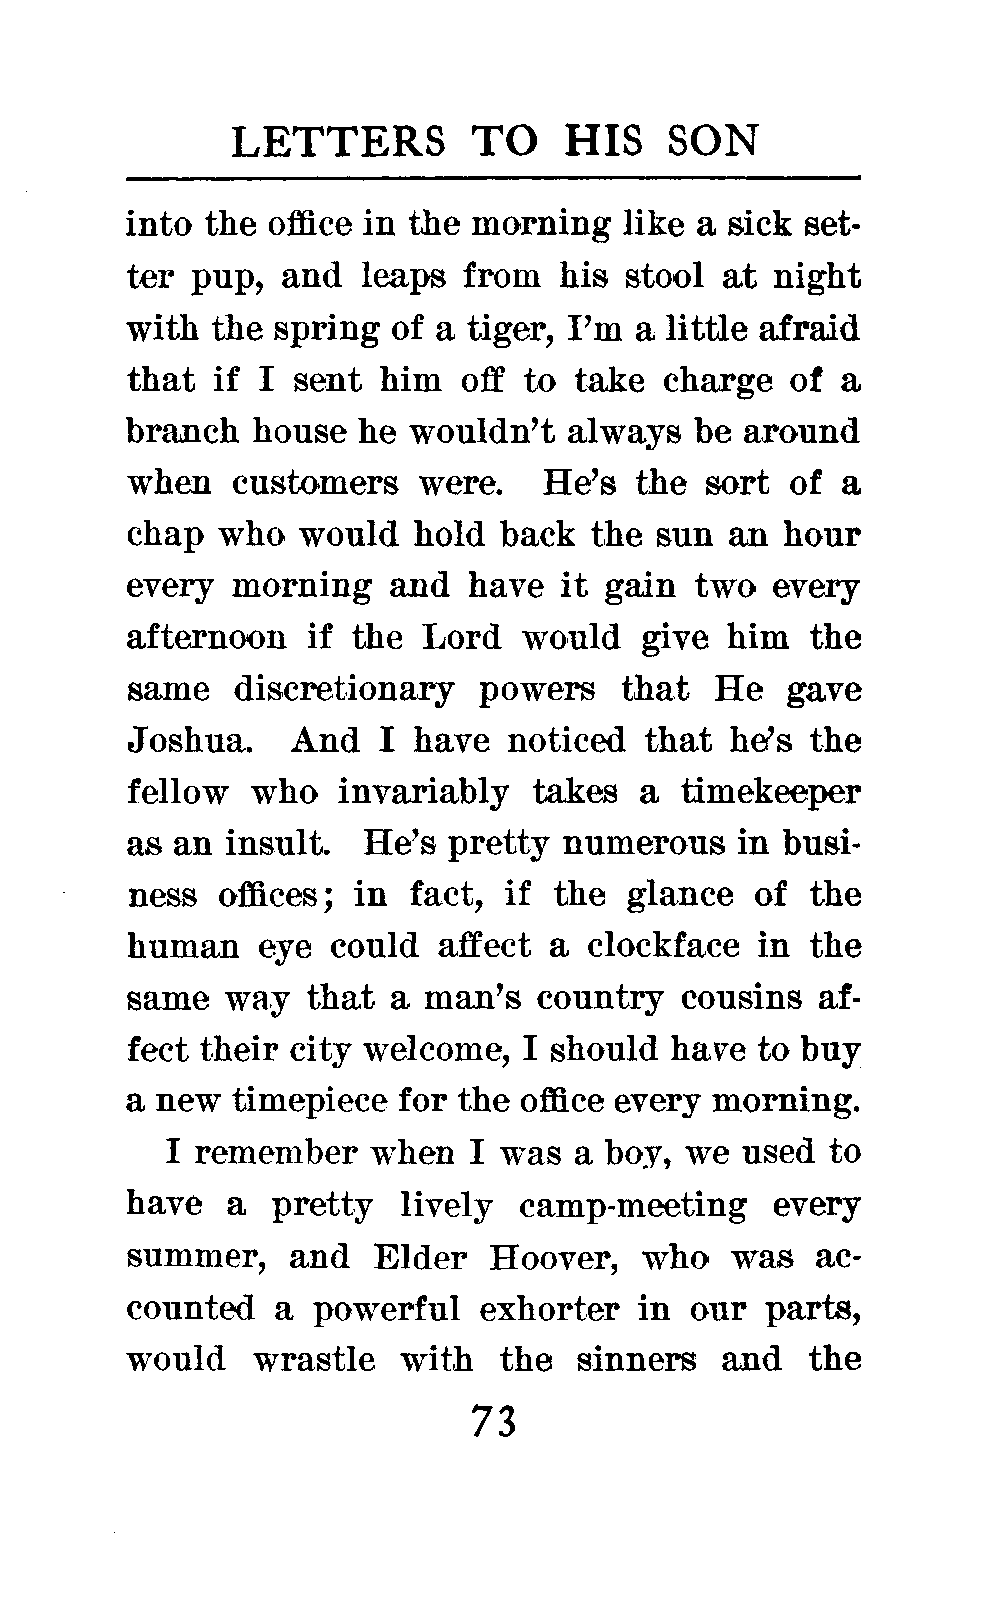 LETTERS TO HIS SON
into the office in the morning like a sick set-
ter pup, and leaps from his stool at night
with the spring of a tiger, I'm a little afraid
that if I sent him off to take charge of a
branch house he wouldn't always be around
when customers were. He's the sort of a
chap who would hold back the sun an hour
every morning and have it gain two every
afternoon if the Lord would give him the
same discretionary powers that He gave
Joshua. And I have noticed that he's the
fellow who invariably takes a timekeeper
as an insult. He's pretty numerous in busi-
ness offices; in fact, if the glance of the
human eye could affect a clockface in the
same way that a man's country cousins af-
fect their city welcome, I should have to buy
a new timepiece for the office every morning.
I remember when I was a boy, we used to
have a pretty lively camp-meeting every
summer, and Elder Hoover, who was ac-
counted a powerful exhorter in our parts,
would wrastle with the sinners and the
73